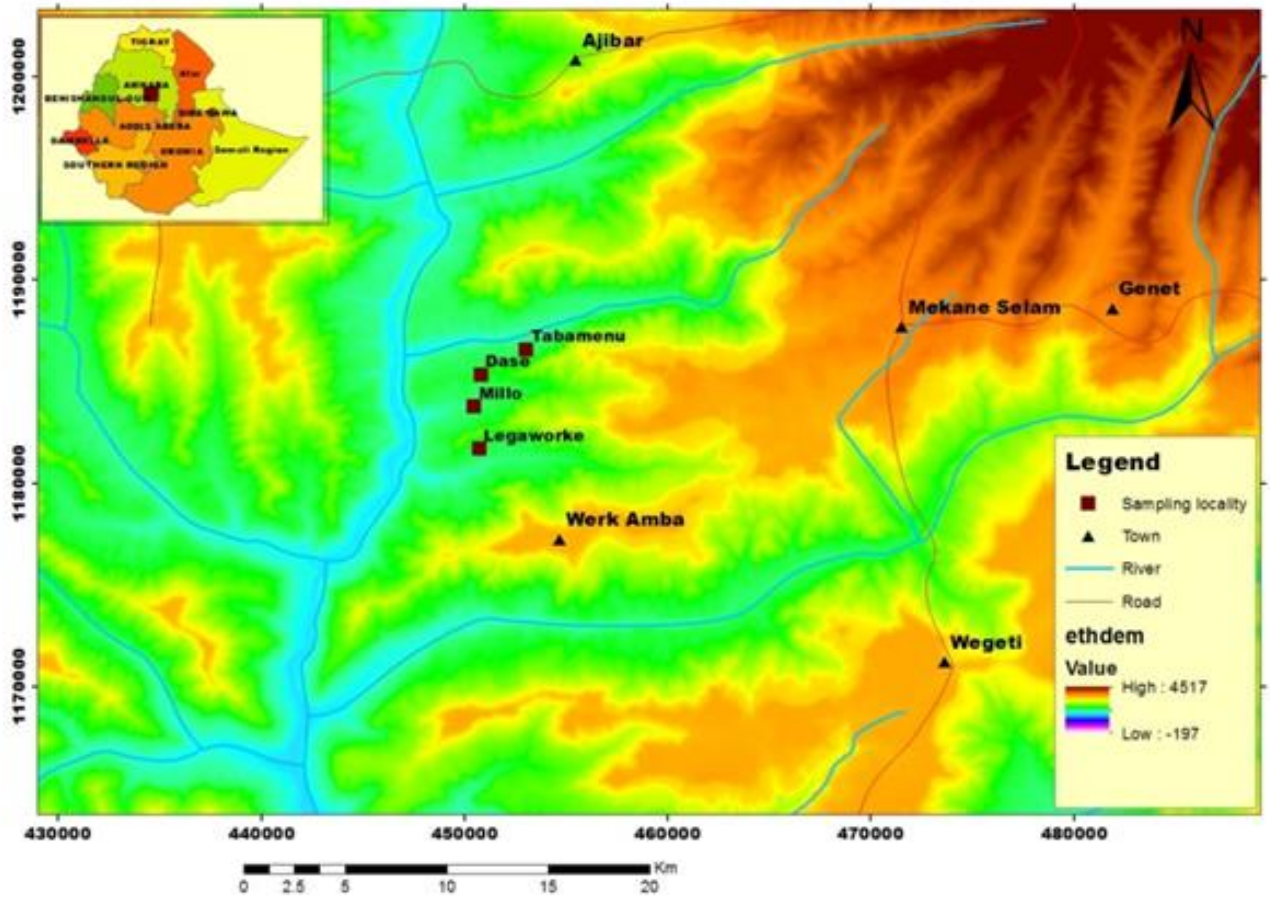 TIGRAY
Afar
AMHARA
DIRE DAWA
ADDIS ABEBA
GAMBELLA
OROMIA
Somali Region
SOUTHERN REGION
N
Ajibar
Genet
Mekane Selam
Tabamenu
Dase
Millo
Legaworke
Werk Amba
Wegeti
Legend
Sampling locality
Town
River
Road
ethdem
Value
High : 4517
Low : -197
1200000
1190000
1180000
1170000
430000 440000 450000 460000 470000 480000
Km
0 2.5 5 10 15 20